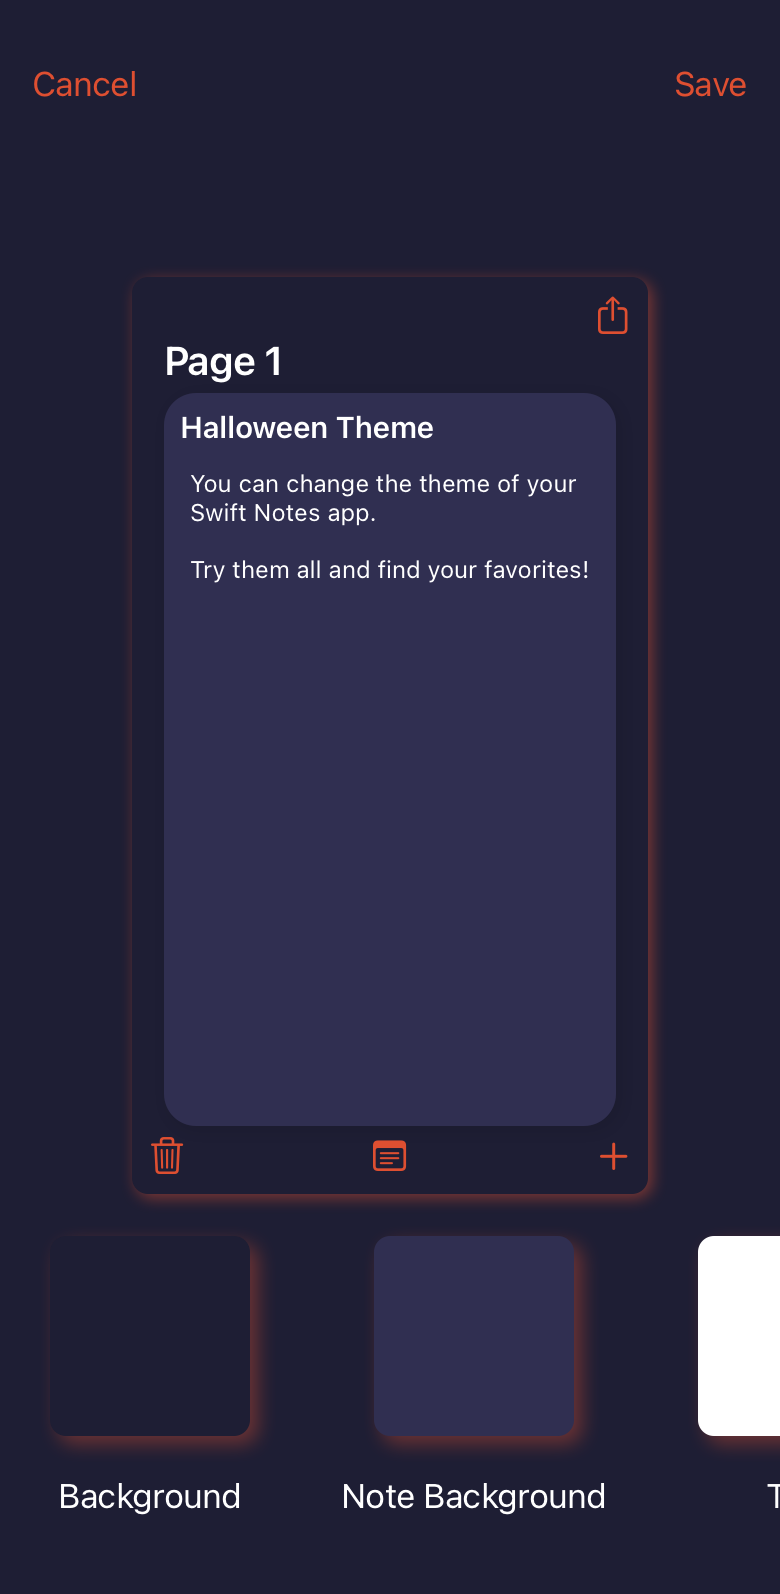 Cancel
Save
Page 1
Halloween Theme
You can change the theme of your
Swift Notes app.
Try them all and find your favorites!
Background
Note Background